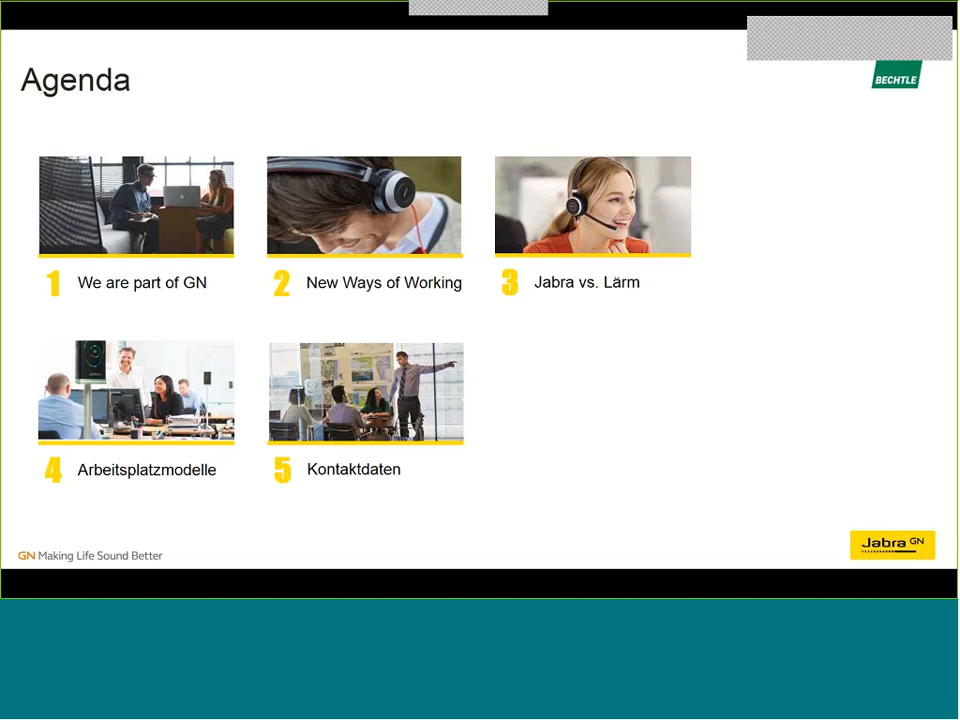 Agenda
BECHTLE
1 We are part of GN
2 New Ways of Working
3 Jabra vs. Lärm
4 Arbeitsplatzmodelle
5 Kontaktdaten
GN Making Life Sound Better
Jabra GN